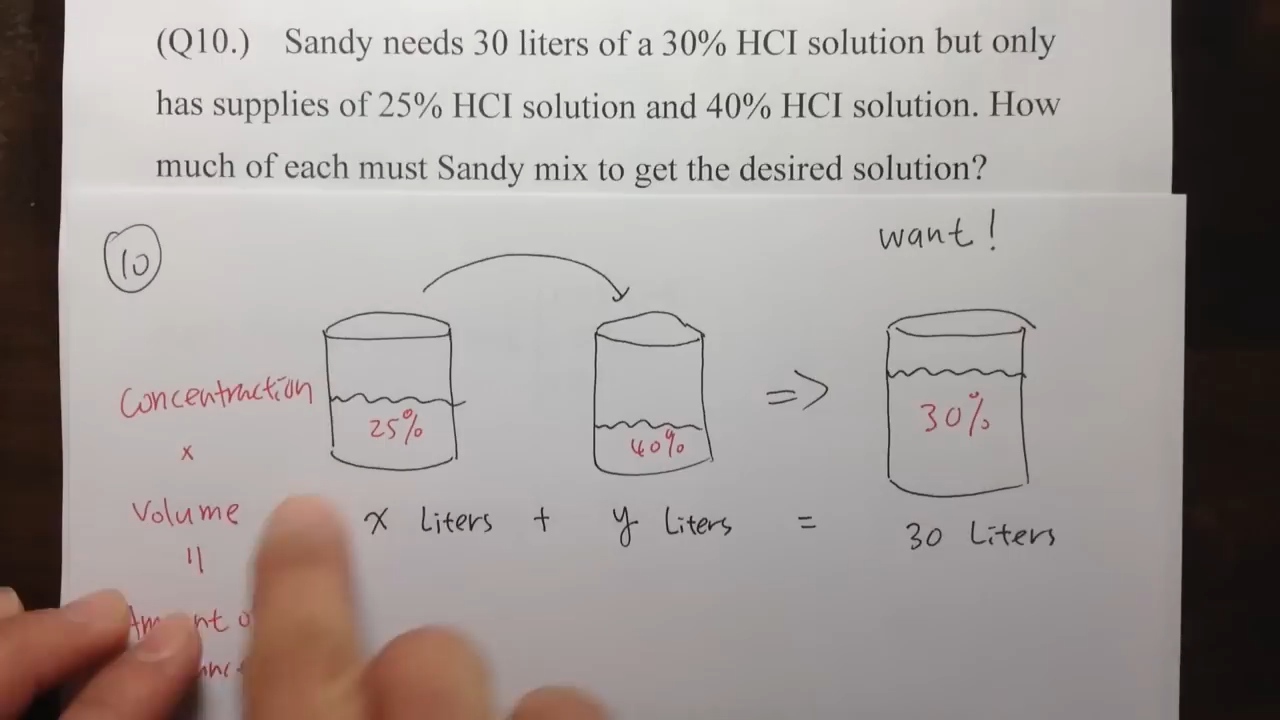 (Q10.) Sandy needs 30 liters of a 30% HCI solution but only
has supplies of 25% HCI solution and 40% HCI solution. How
much of each must Sandy mix to get the desired solution?
want!
10
Concentraction
25%
40%
=>
30%
x
Volume
x Liters + y Liters = 30 Liters
=